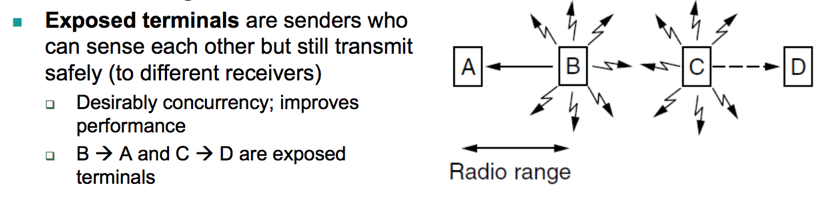 Exposed terminals are senders who
can sense each other but still transmit
safely (to different receivers)
Desirably concurrency; improves
performance
B → A and C → D are exposed
terminals
A B C D
Radio range